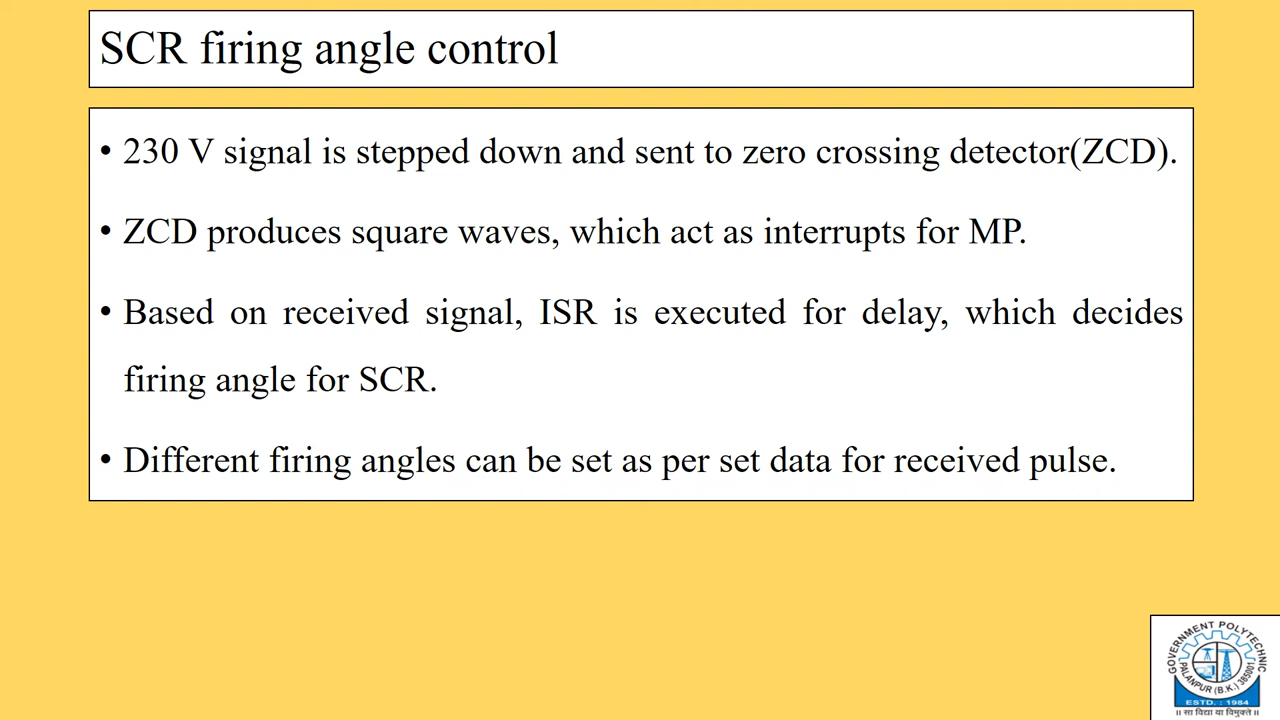 SCR firing angle control
• 230 V signal is stepped down and sent to zero crossing detector(ZCD).
• ZCD produces square waves, which act as interrupts for MP.
• Based on received signal, ISR is executed for delay, which decides
firing angle for SCR.
• Different firing angles can be set as per set data for received pulse.
GOVERNMENT POLYTECHNIC
PALANPUR (B.K.) 385001
ESTD. : 1984
॥ सा विद्या या विमुक्ते ॥